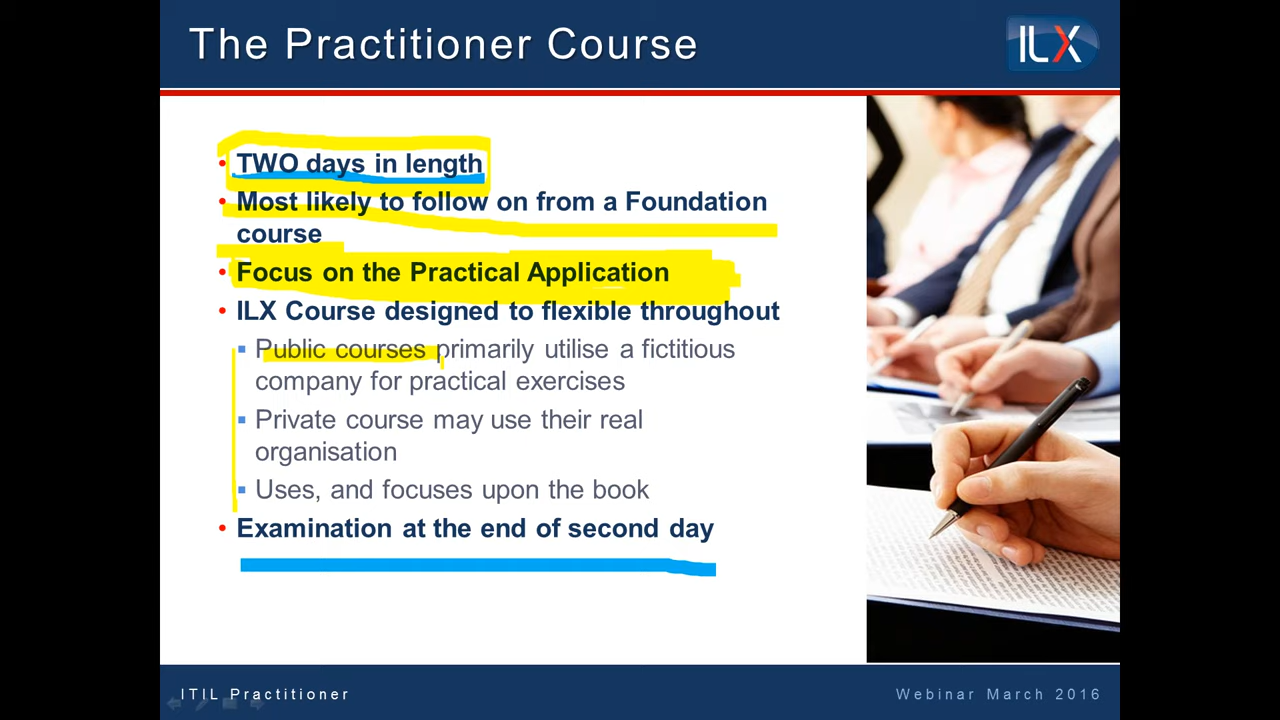 The Practitioner Course
ILX
• TWO days in length
• Most likely to follow on from a Foundation
course
• Focus on the Practical Application
• ILX Course designed to flexible throughout
▪ Public courses primarily utilise a fictitious
company for practical exercises
▪ Private course may use their real
organisation
▪ Uses, and focuses upon the book
• Examination at the end of second day
ITIL Practitioner
Webinar March 2016